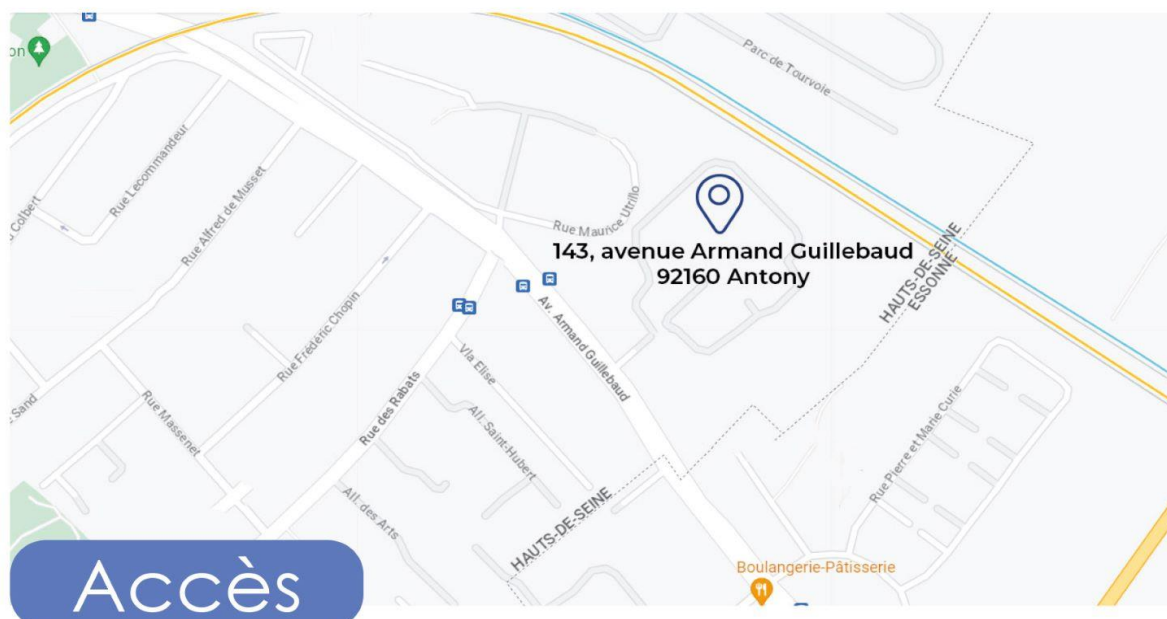 on
Parc de Tourvoie
Rue Lecommandeur
Rue Alfred de Musset
Colbert
Rue Maurice Utrillo
143, avenue Armand Guillebaud
92160 Antony
HAUTS-DE-SEINE
ESSONNE
Rue Frédéric Chopin
Av. Armand Guillebaud
Vla Elise
Sand
Rue Massenet
Rue des Rabats
All. Saint-Hubert
Rue Pierre et Marie Curie
All. des Arts
HAUTS-DE-SEINE
Boulangerie-Pâtisserie
Accès